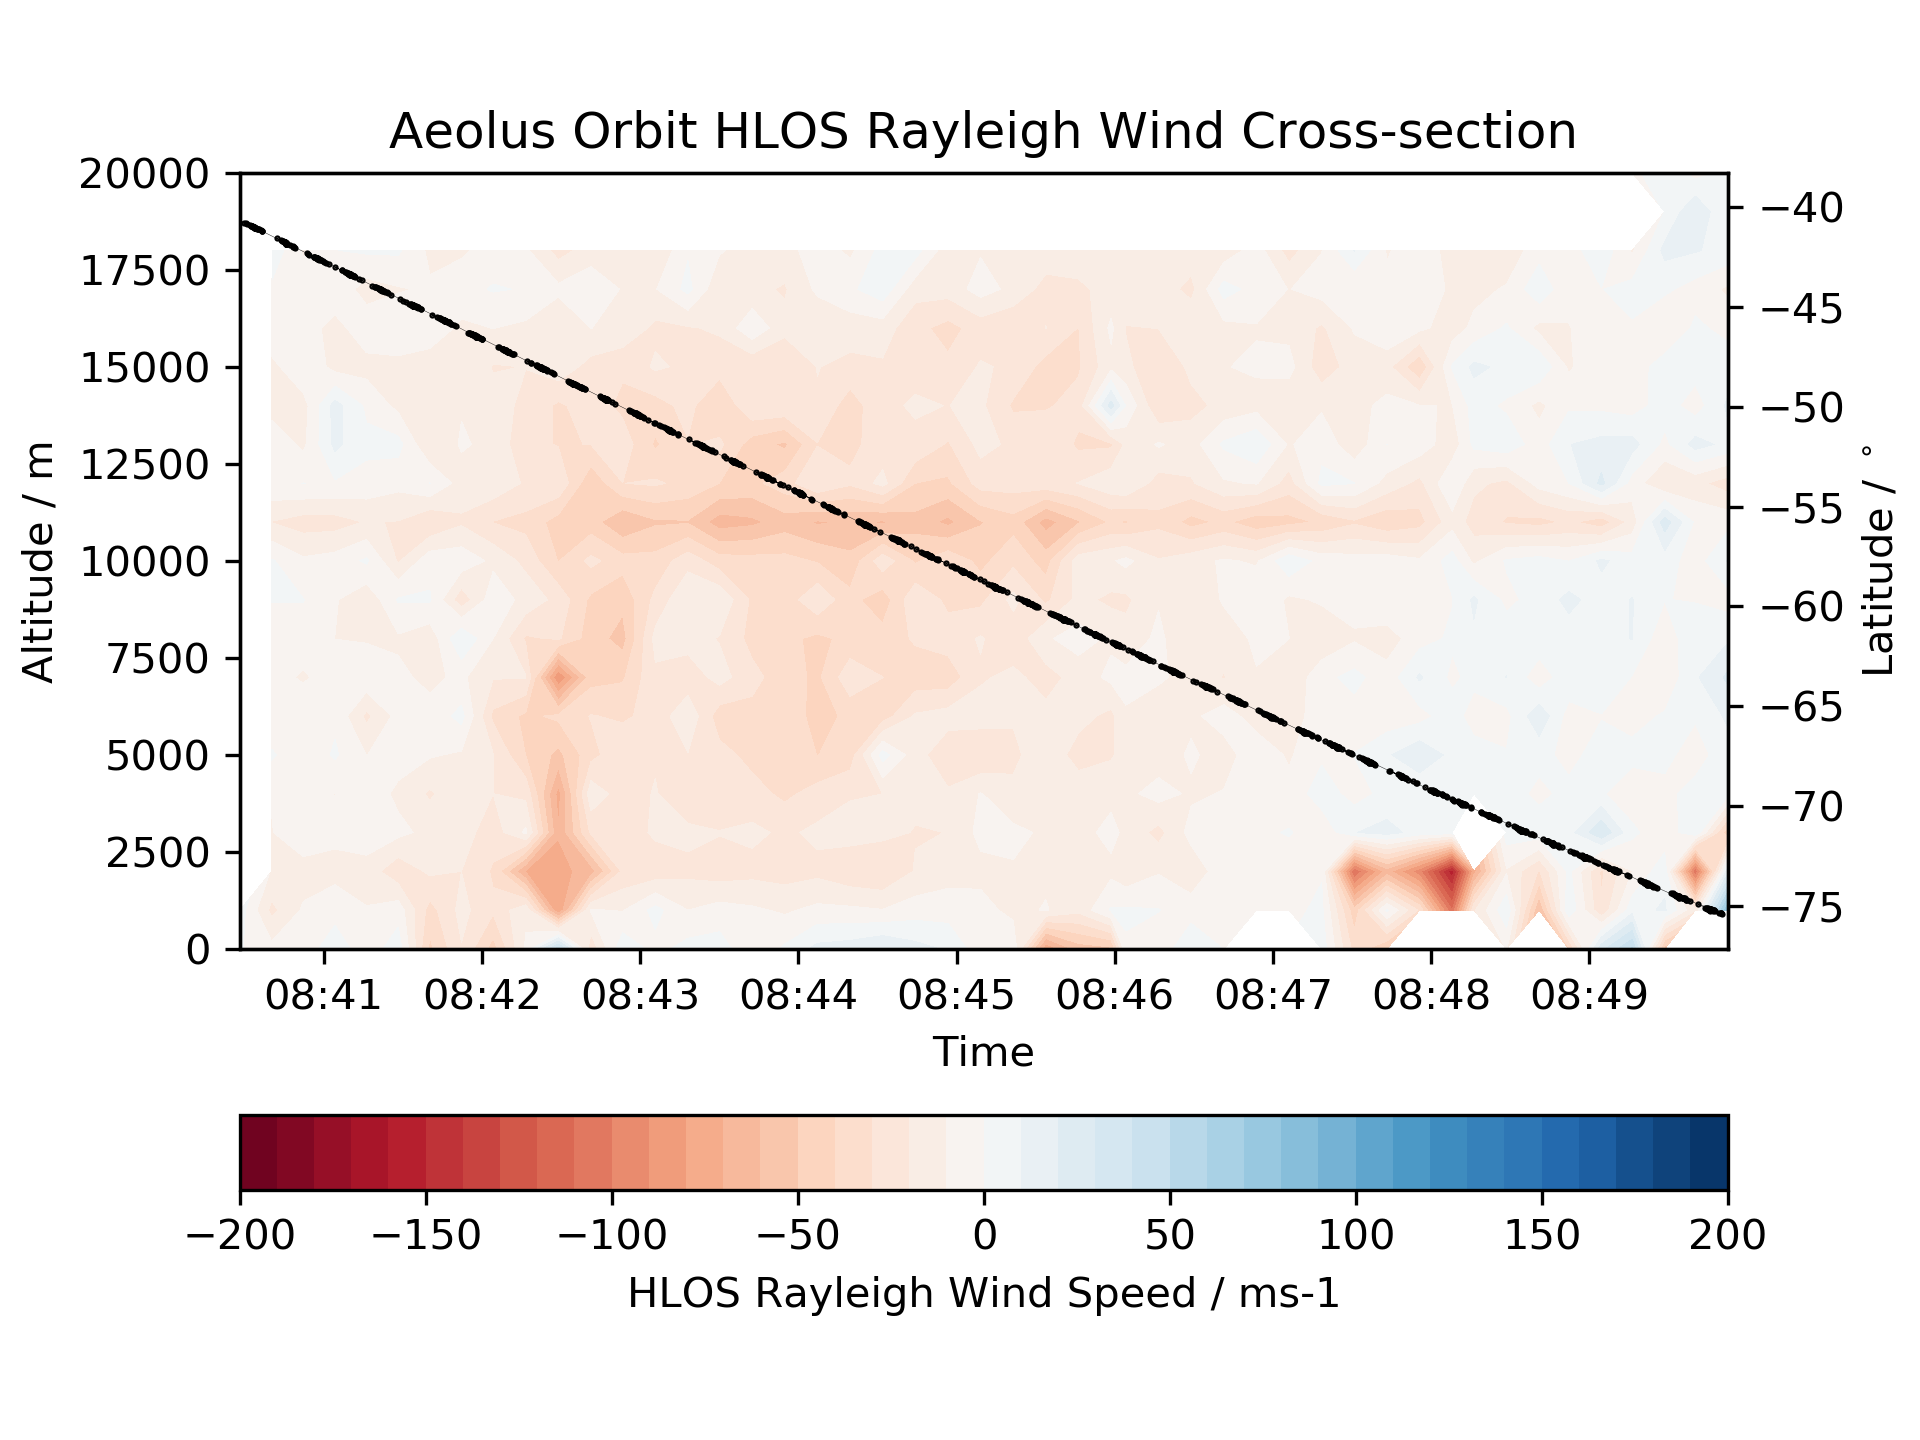 Aeolus Orbit HLOS Rayleigh Wind Cross-section
20000
17500
15000
12500
10000
7500
5000
2500
0
Altitude / m
−40
−45
−50
−55
−60
−65
−70
−75
Latitude / °
08:41 08:42 08:43 08:44 08:45 08:46 08:47 08:48 08:49
Time
−200 −150 −100 −50 0 50 100 150 200
HLOS Rayleigh Wind Speed / ms-1